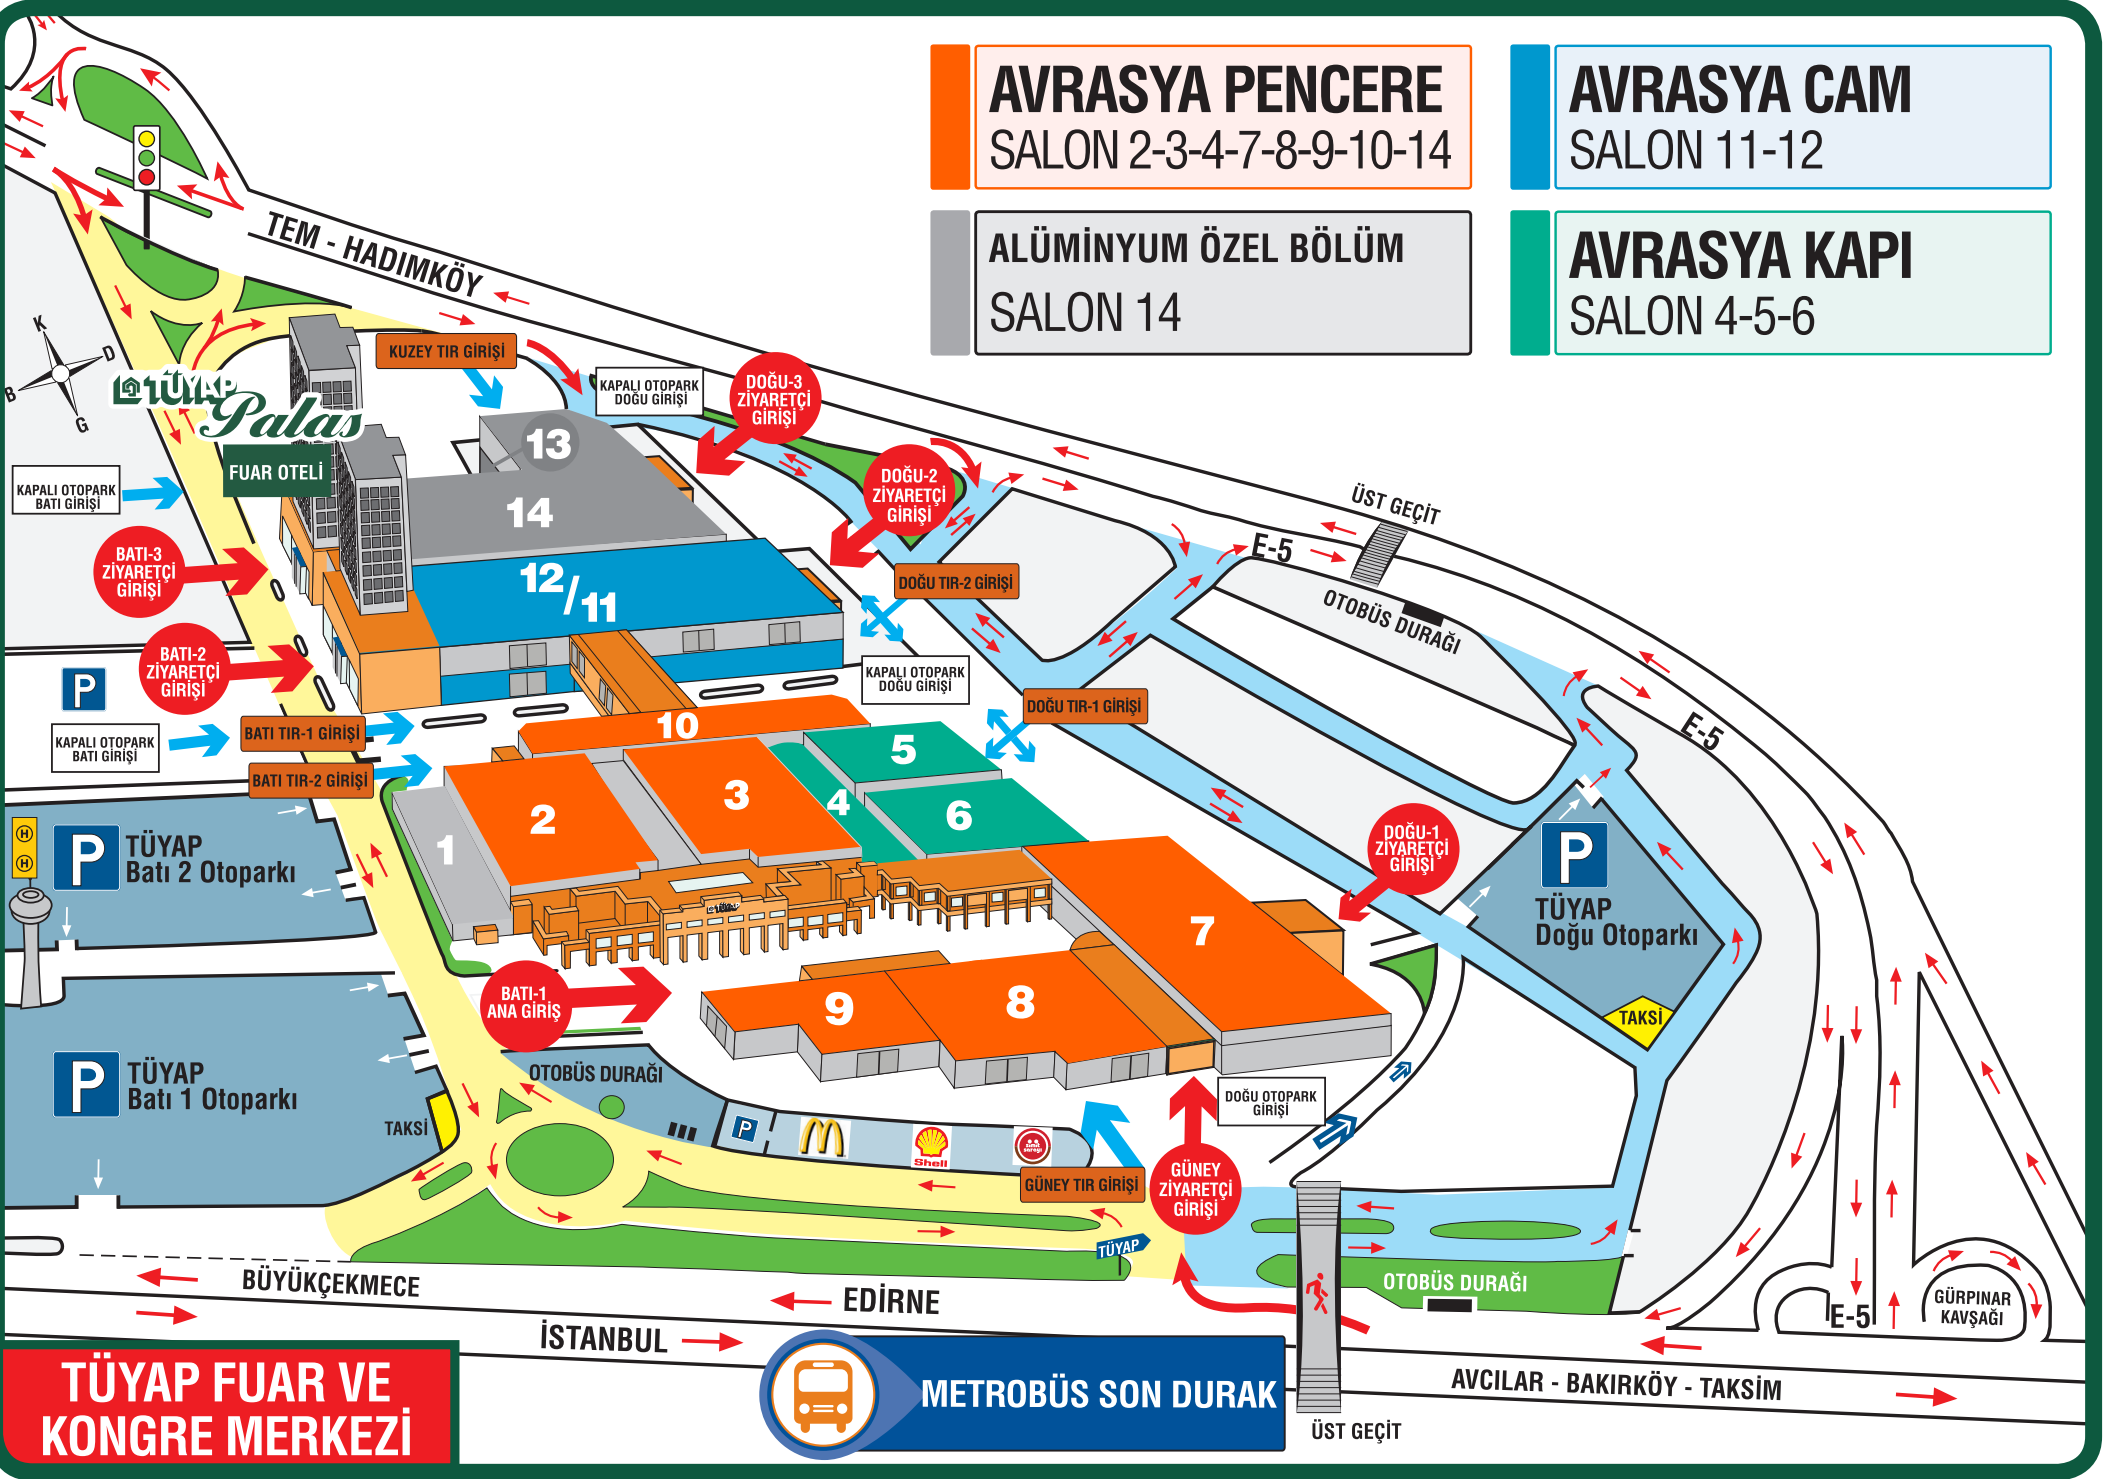 AVRASYA PENCERE
SALON 2-3-4-7-8-9-10-14
AVRASYA CAM
SALON 11-12
ALÜMİNYUM ÖZEL BÖLÜM
SALON 14
AVRASYA KAPI
SALON 4-5-6
TEM - HADIMKÖY
K
D
B
G
TÜYAP
Palas
FUAR OTELİ
KUZEY TIR GİRİŞİ
KAPALI OTOPARK
DOĞU GİRİŞİ
DOĞU-3
ZİYARETÇİ
GİRİŞİ
DOĞU-2
ZİYARETÇİ
GİRİŞİ
13
14
12/11
KAPALI OTOPARK
BATI GİRİŞİ
BATI-3
ZİYARETÇİ
GİRİŞİ
BATI-2
ZİYARETÇİ
GİRİŞİ
P
KAPALI OTOPARK
BATI GİRİŞİ
BATI TIR-1 GİRİŞİ
BATI TIR-2 GİRİŞİ
DOĞU TIR-2 GİRİŞİ
KAPALI OTOPARK
DOĞU GİRİŞİ
DOĞU TIR-1 GİRİŞİ
ÜST GEÇİT
E-5
OTOBÜS DURAĞI
E-5
10
5
3
2
4
6
1
7
9
8
H
H
P
TÜYAP
Batı 2 Otoparkı
P
TÜYAP
Batı 1 Otoparkı
TAKSİ
BATI-1
ANA GİRİŞ
TÜYAP
DOĞU-1
ZİYARETÇİ
GİRİŞİ
P
TÜYAP
Doğu Otoparkı
TAKSİ
OTOBÜS DURAĞI
P
Shell
simit
sarayı
DOĞU OTOPARK
GİRİŞİ
GÜNEY TIR GİRİŞİ
GÜNEY
ZİYARETÇİ
GİRİŞİ
TÜYAP
OTOBÜS DURAĞI
GÜRPINAR
KAVŞAĞI
E-5
BÜYÜKÇEKMECE
EDİRNE
İSTANBUL
AVCILAR - BAKIRKÖY - TAKSİM
METROBÜS SON DURAK
ÜST GEÇİT
TÜYAP FUAR VE
KONGRE MERKEZİ